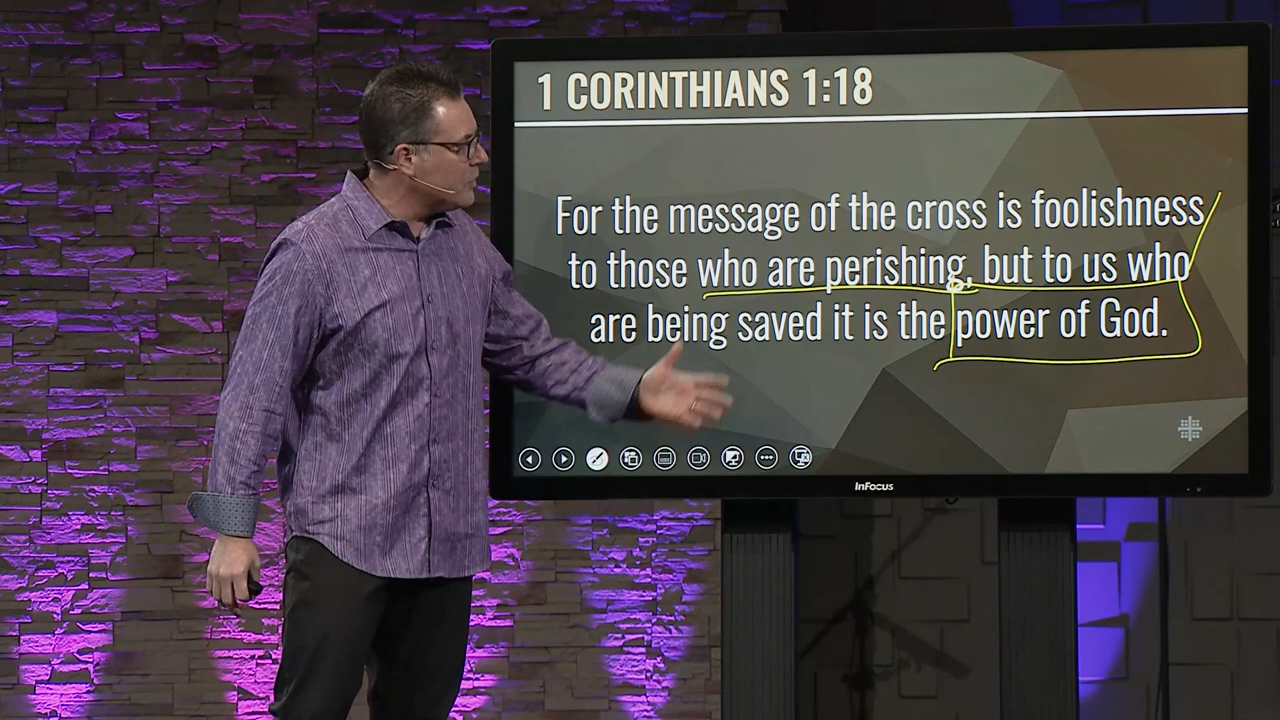 1 CORINTHIANS 1:18
For the message of the cross is foolishness
to those who are perishing, but to us who
are being saved it is the power of God.
InFocus